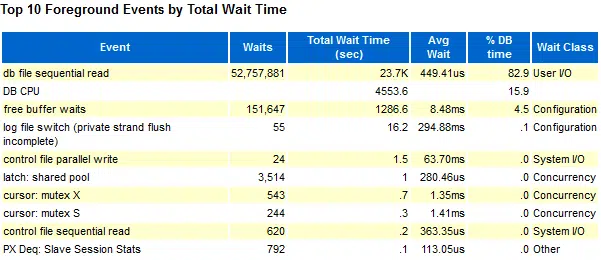 Top 10 Foreground Events by Total Wait Time
Event Waits Total Wait Time (sec) Avg Wait % DB time Wait Class
db file sequential read 52,757,881 23.7K 449.41us 82.9 User I/O
DB CPU 4553.6 15.9
free buffer waits 151,647 1286.6 8.48ms 4.5 Configuration
log file switch (private strand flush incomplete) 55 16.2 294.88ms .1 Configuration
control file parallel write 24 1.5 63.70ms .0 System I/O
latch: shared pool 3,514 1 280.46us .0 Concurrency
cursor: mutex X 543 .7 1.35ms .0 Concurrency
cursor: mutex S 244 .3 1.41ms .0 Concurrency
control file sequential read 620 .2 363.35us .0 System I/O
PX Deq: Slave Session Stats 792 .1 113.05us .0 Other